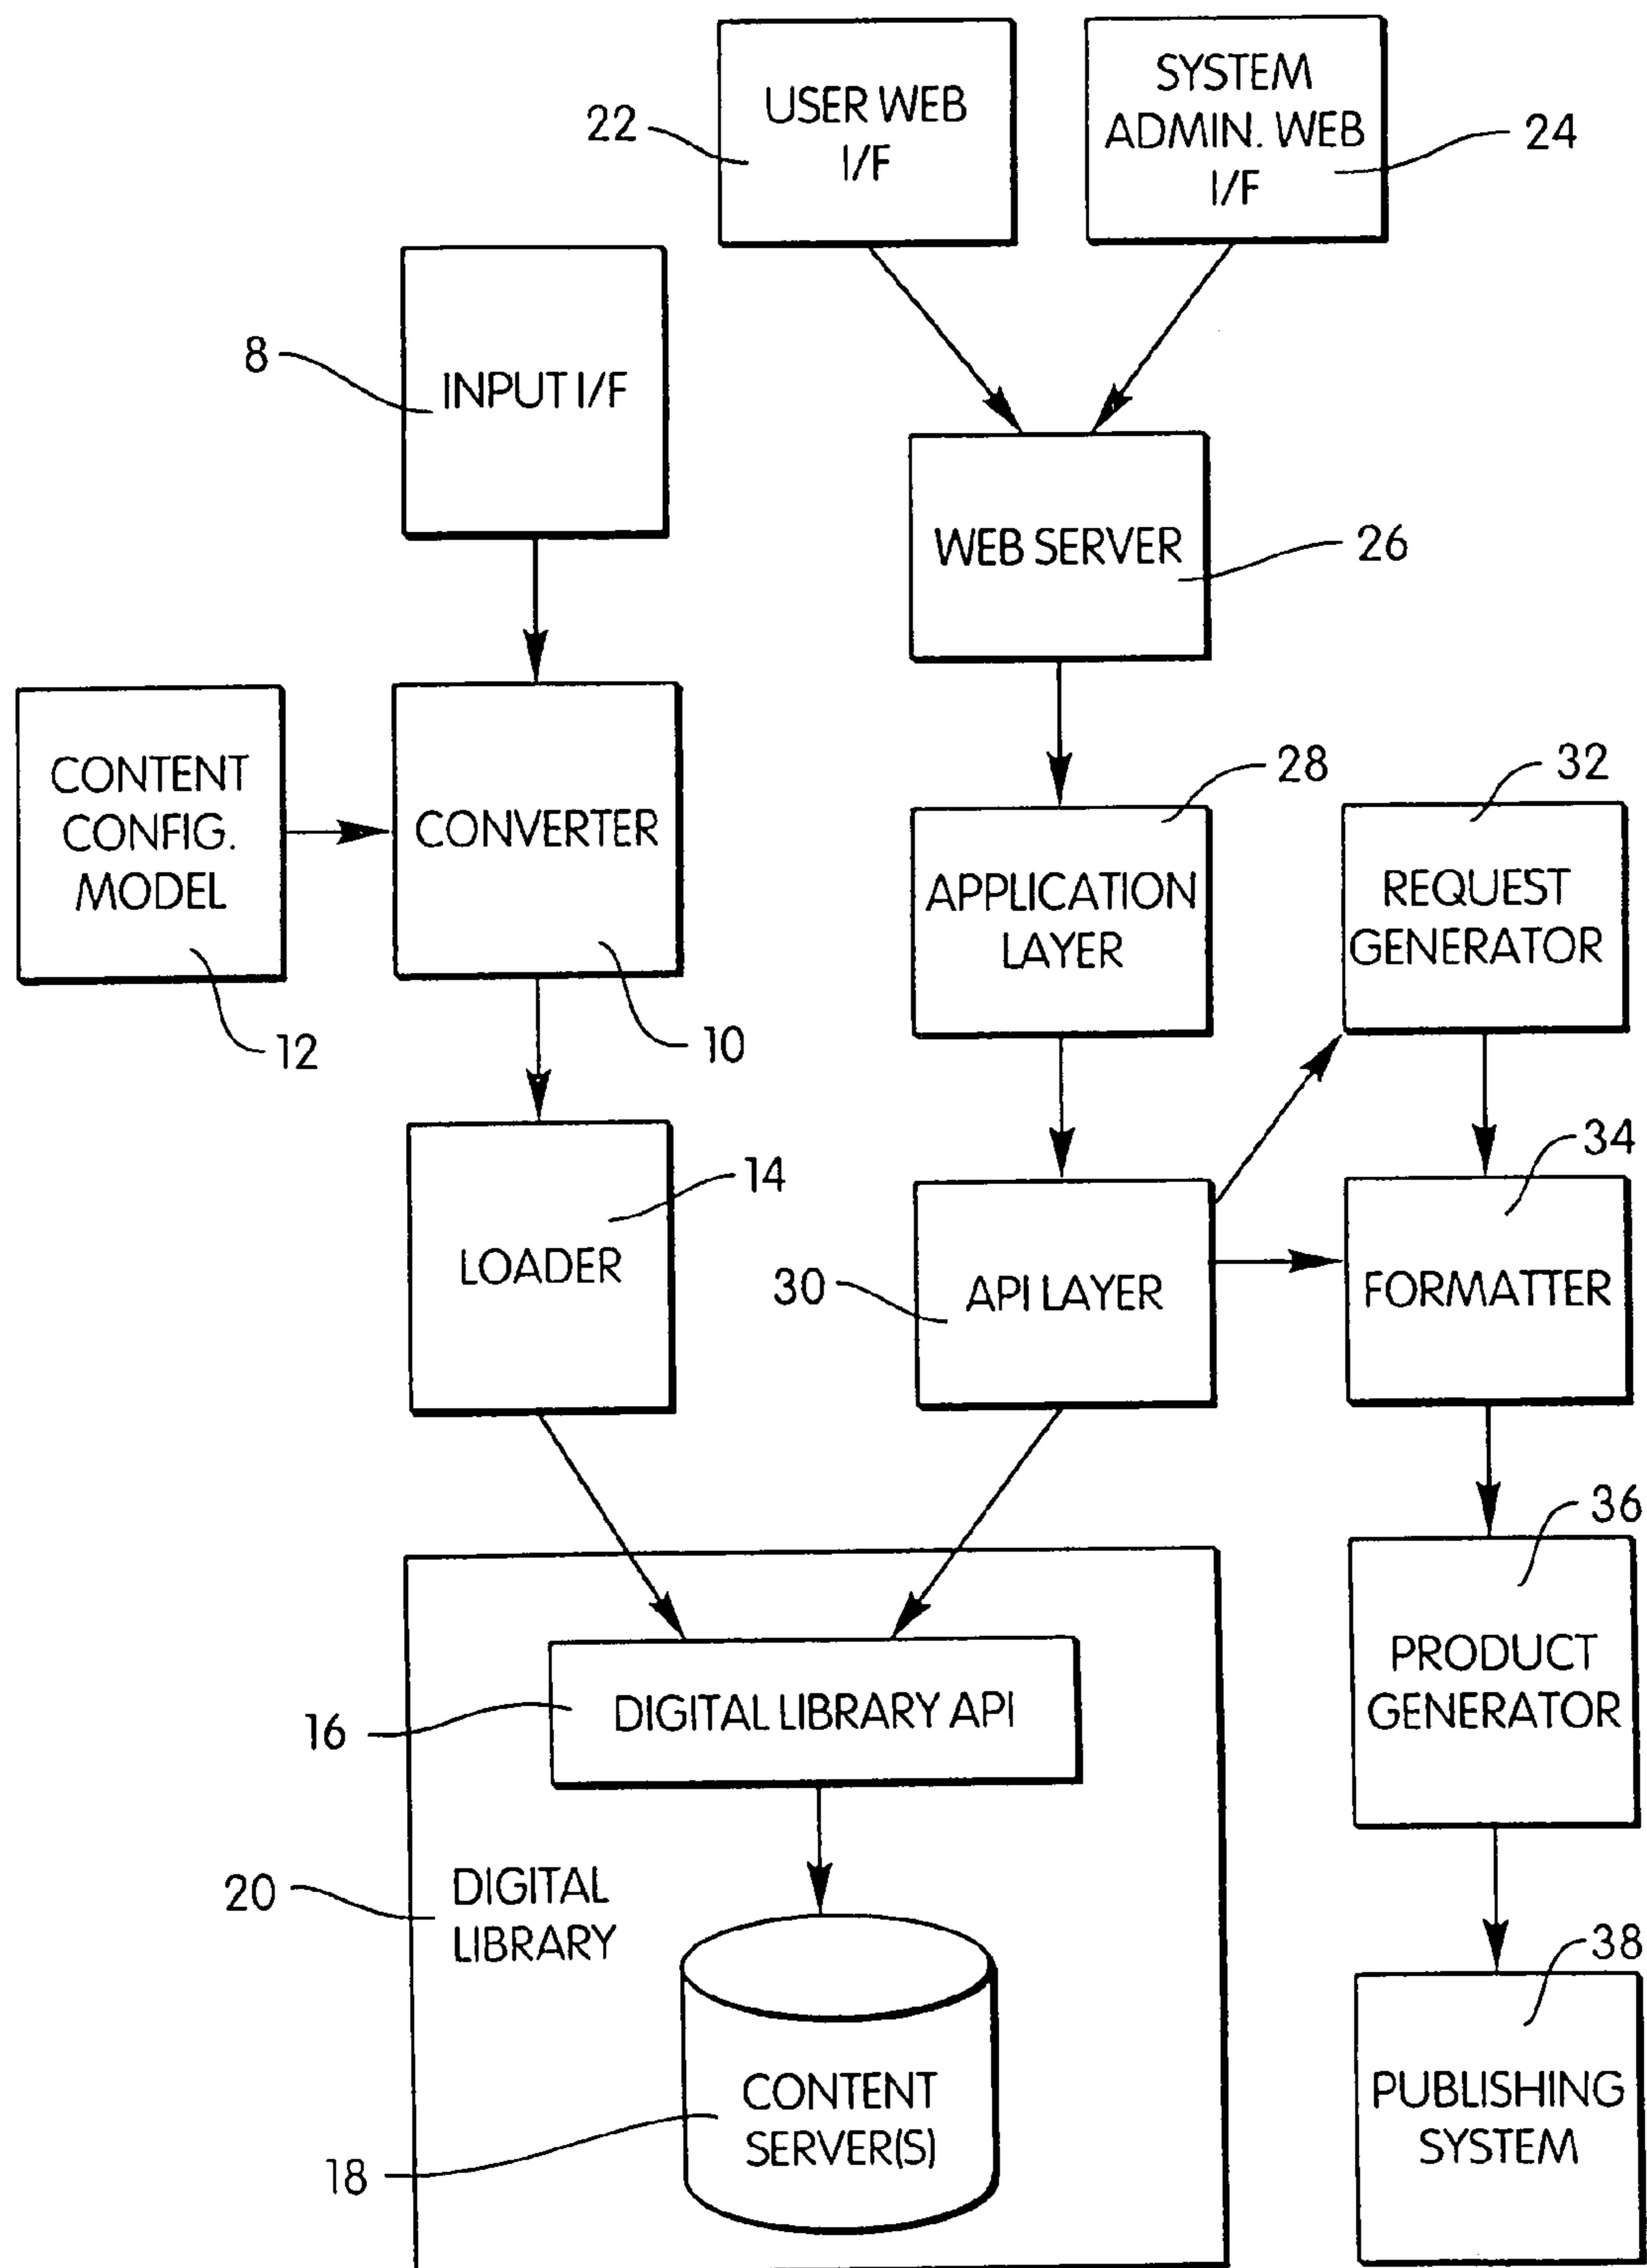 USER WEB
I/F
22
SYSTEM
ADMIN. WEB
I/F
24
INPUT I/F
8
WEB SERVER
26
CONTENT
CONFIG.
MODEL
12
CONVERTER
10
APPLICATION
LAYER
28
REQUEST
GENERATOR
32
LOADER
14
API LAYER
30
FORMATTER
34
DIGITAL LIBRARY API
16
PRODUCT
GENERATOR
36
DIGITAL
LIBRARY
20
CONTENT
SERVER(S)
18
PUBLISHING
SYSTEM
38